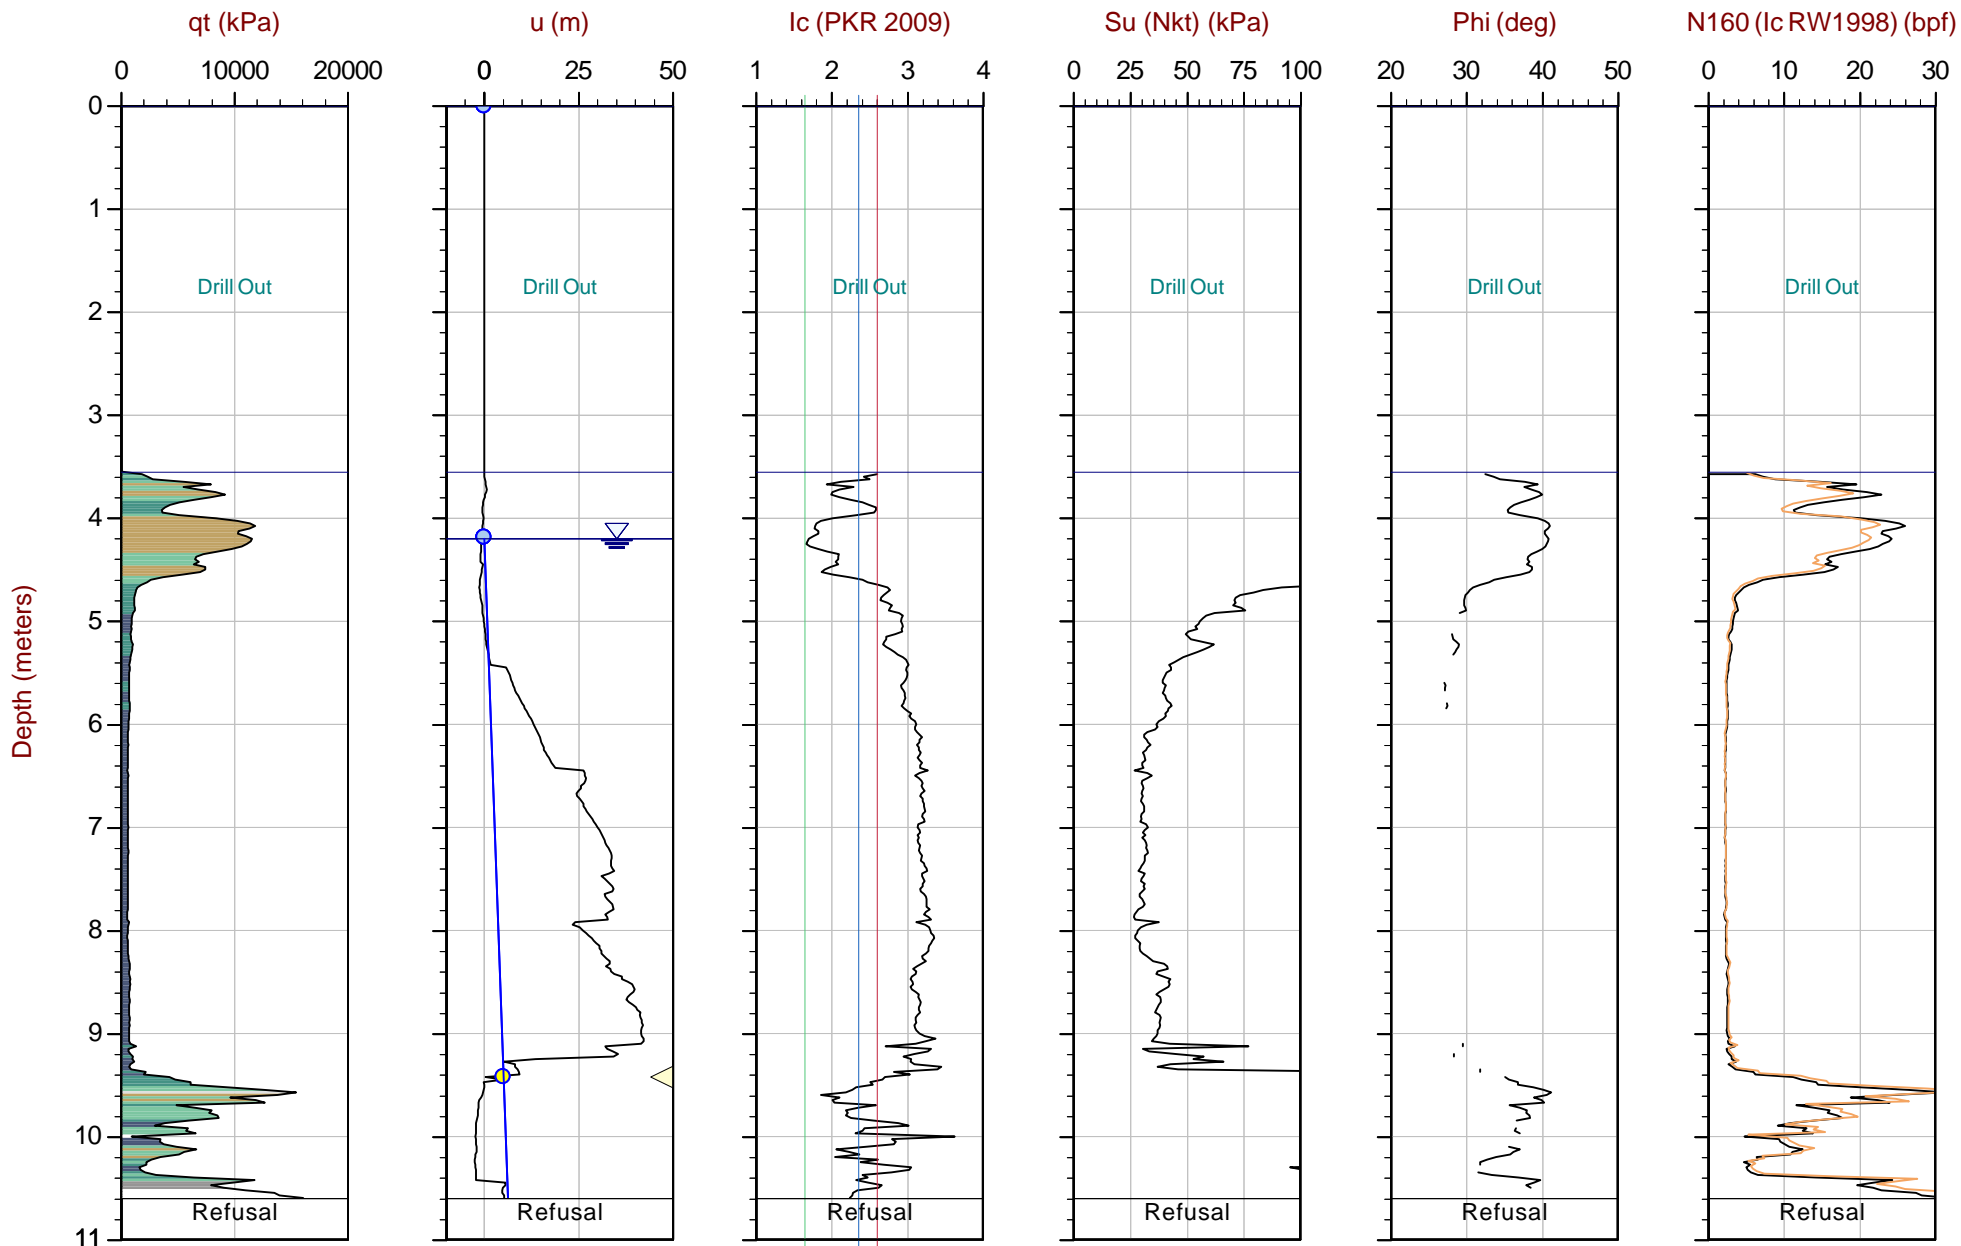 qt (kPa) u (m) Ic (PKR 2009) Su (Nkt) (kPa) Phi (deg) N160 (Ic RW1998) (bpf)
0 10000 20000 0 25 50 1 2 3 4 0 25 50 75 100 20 30 40 50 0 10 20 30
0
1
Drill Out Drill Out Drill Out Drill Out Drill Out Drill Out
2
3
4
5
Depth (meters)
6
7
8
9
10
Refusal Refusal Refusal Refusal Refusal Refusal
11